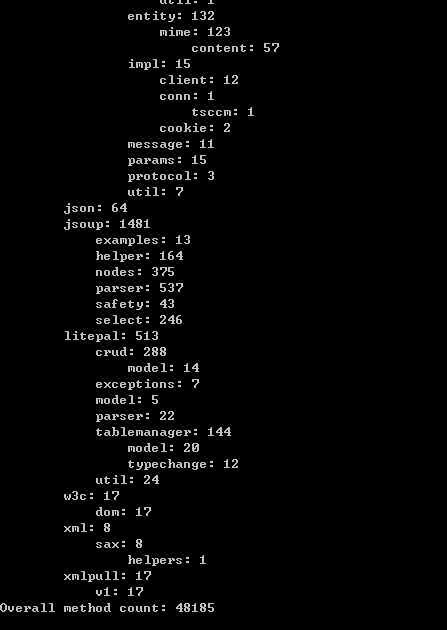 util: 1
entity: 132
mime: 123
content: 57
impl: 15
client: 12
conn: 1
tsccm: 1
cookie: 2
message: 11
params: 15
protocol: 3
util: 7
json: 64
jsoup: 1481
examples: 13
helper: 164
nodes: 375
parser: 537
safety: 43
select: 246
litepal: 513
crud: 288
model: 14
exceptions: 7
model: 5
parser: 22
tablemanager: 144
model: 20
typechange: 12
util: 24
w3c: 17
dom: 17
xml: 8
sax: 8
helpers: 1
xmlpull: 17
v1: 17
Overall method count: 48185